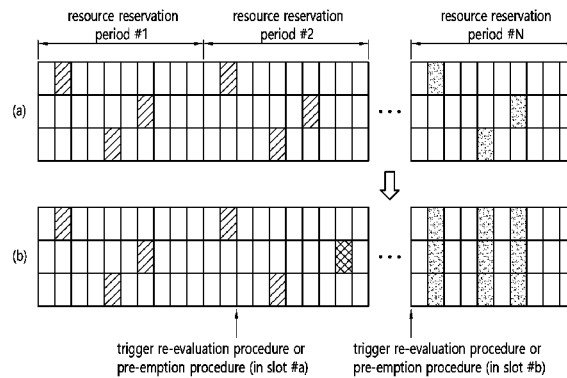 resource reservation
period #1
resource reservation
period #2
resource reservation
period #N
(a)
...
(b)
...
trigger re-evaluation procedure or
pre-emption procedure (in slot #a)
trigger re-evaluation procedure or
pre-emption procedure (in slot #b)